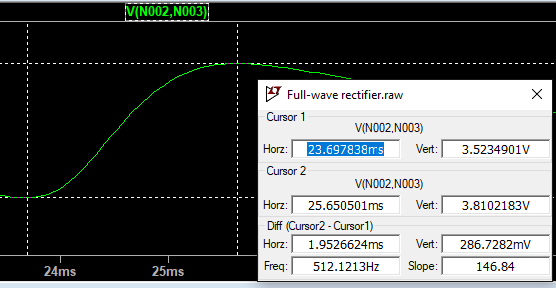 V(N002,N003)
24ms
25ms
Full-wave rectifier.raw
Cursor 1
V(N002,N003)
Horz: 23.697838ms Vert: 3.5234901V
Cursor 2
V(N002,N003)
Horz: 25.650501ms Vert: 3.8102183V
Diff (Cursor2 - Cursor1)
Horz: 1.9526624ms Vert: 286.7282mV
Freq: 512.1213Hz Slope: 146.84